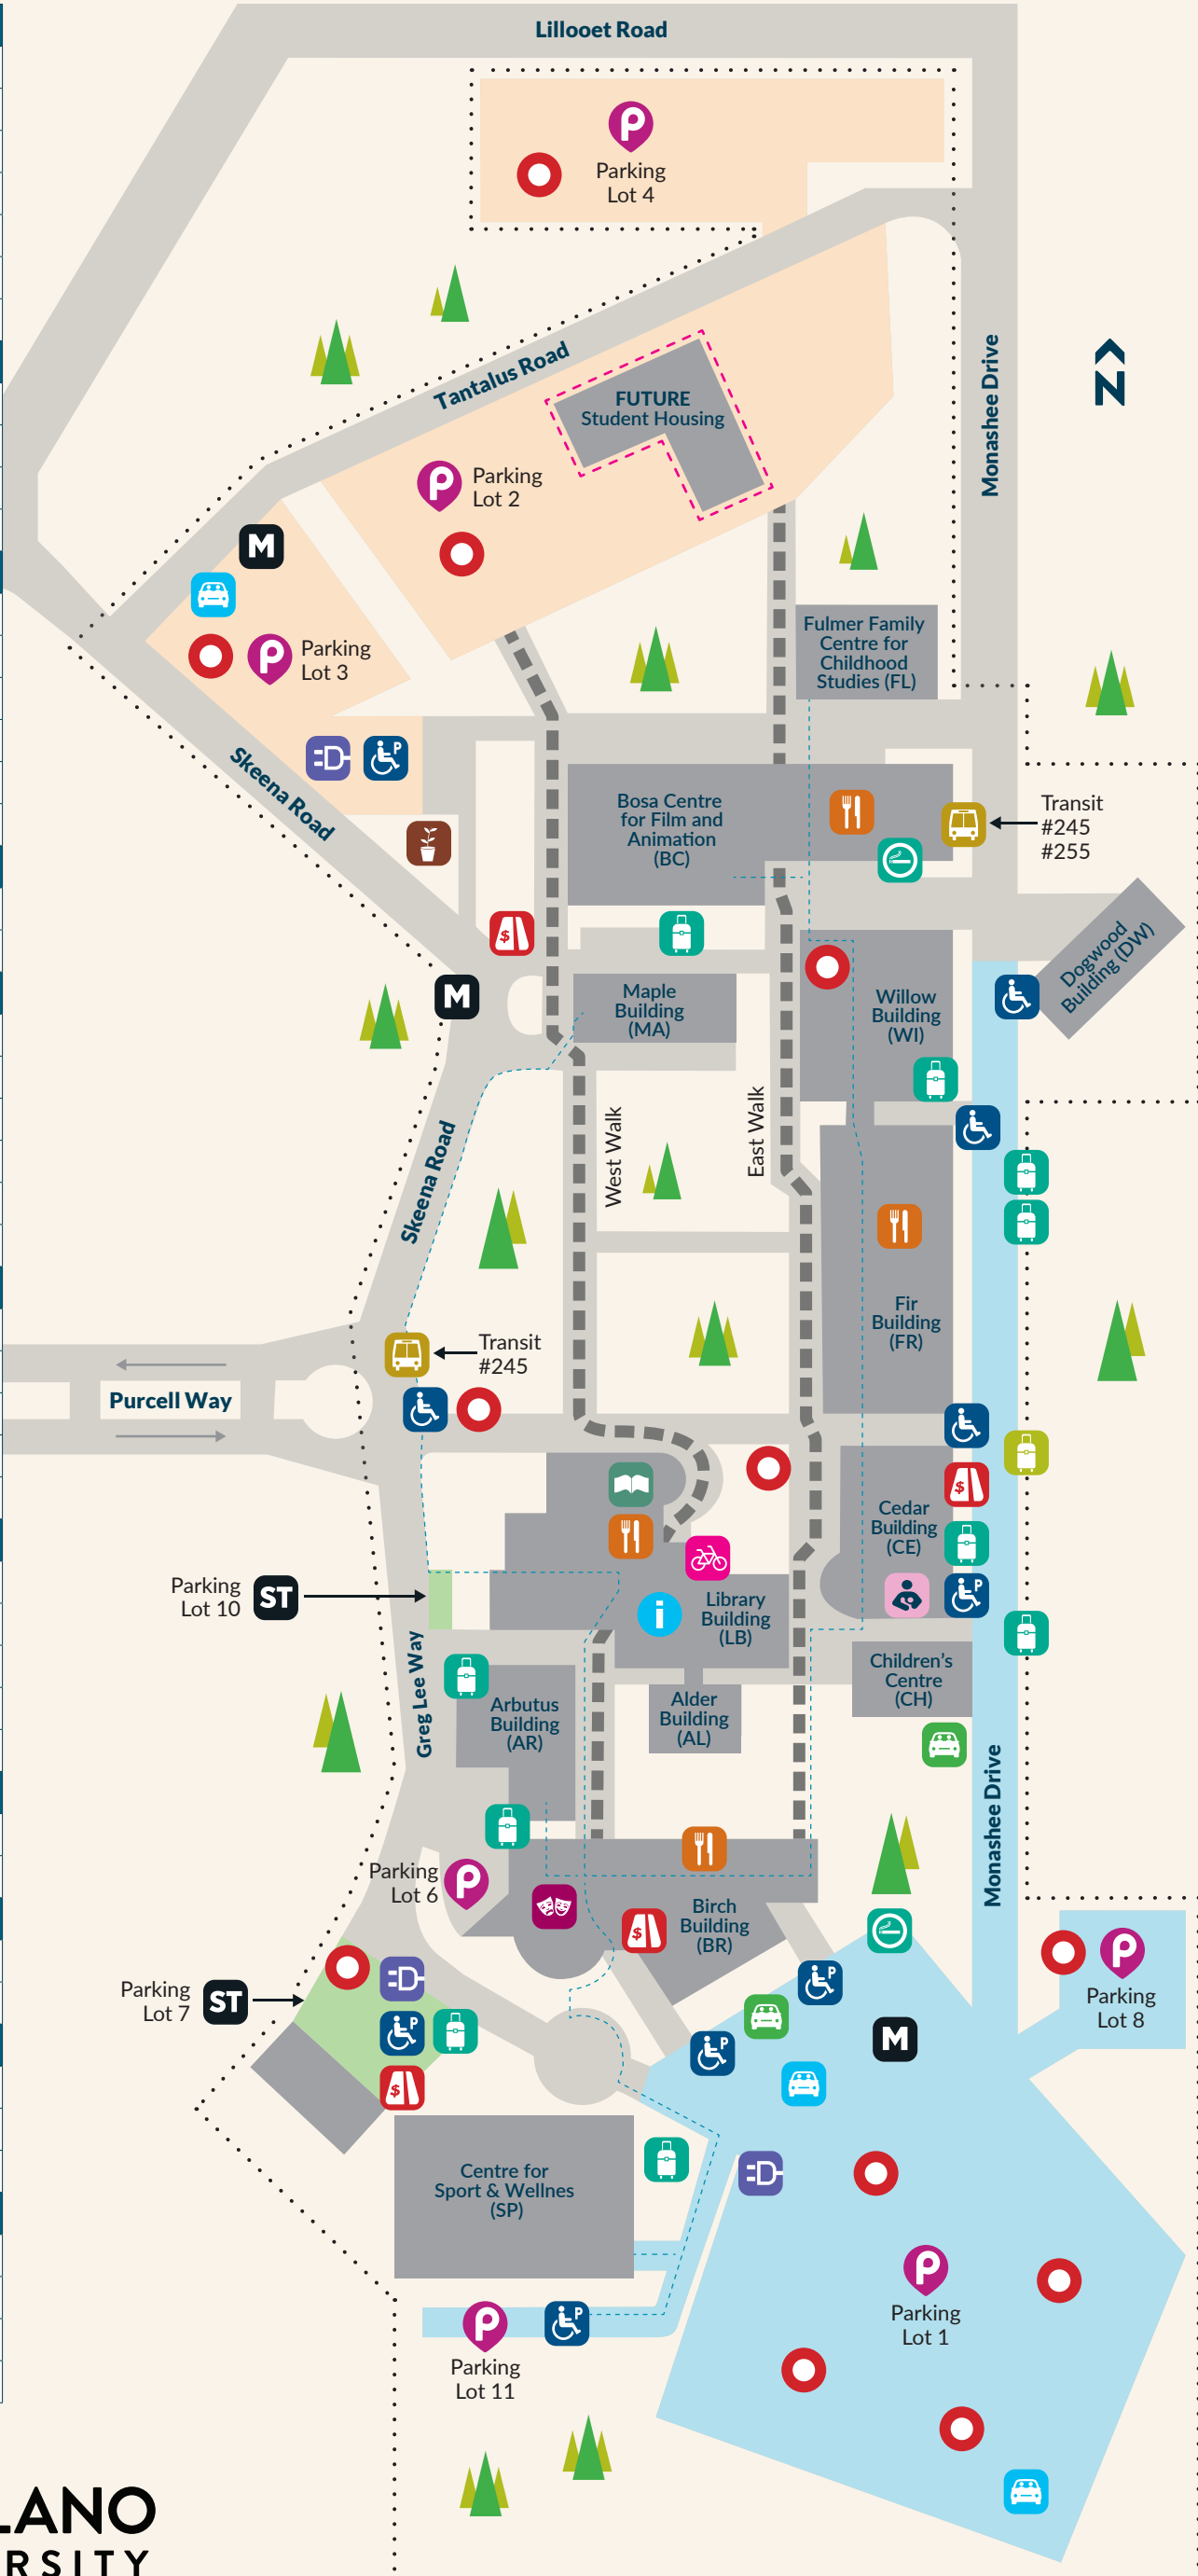 Lillooet Road
P
Parking
Lot 4
Monashee Drive
N
Tantalus Road
FUTURE
Student Housing
P
Parking
Lot 2
M
P
Parking
Lot 3
Fulmer Family
Centre for
Childhood
Studies (FL)
P
Skeena Road
Bosa Centre
for Film and
Animation
(BC)
Transit
#245
#255
$
Dogwood
Building (DW)
M
Maple
Building
(MA)
Willow
Building
(WI)
West Walk
East Walk
Skeena Road
Fir
Building
(FR)
Transit
#245
Purcell Way
$
Cedar
Building
(CE)
P
Parking
Lot 10
ST
i
Library
Building
(LB)
Greg Lee Way
Children's
Centre
(CH)
Arbutus
Building
(AR)
Alder
Building
(AL)
Monashee Drive
Parking
Lot 6
P
$
Birch
Building
(BR)
P
Parking
Lot 8
Parking
Lot 7
ST
P
P
P
M
$
Centre for
Sport & Wellnes
(SP)
P
Parking
Lot 1
P
P
Parking
Lot 11
LANO
RSITY